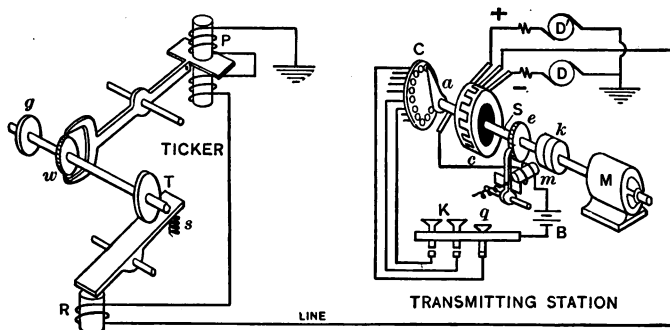 P
g
w
TICKER
T
s
R
LINE
+
D'
C
a
D
−
S
e
k
c
m
M
K
q
B
TRANSMITTING STATION